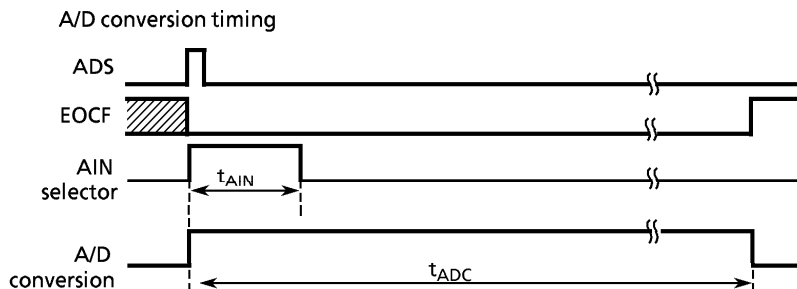 A/D conversion timing
ADS
EOCF
AIN
selector
tAIN
A/D
conversion
tADC